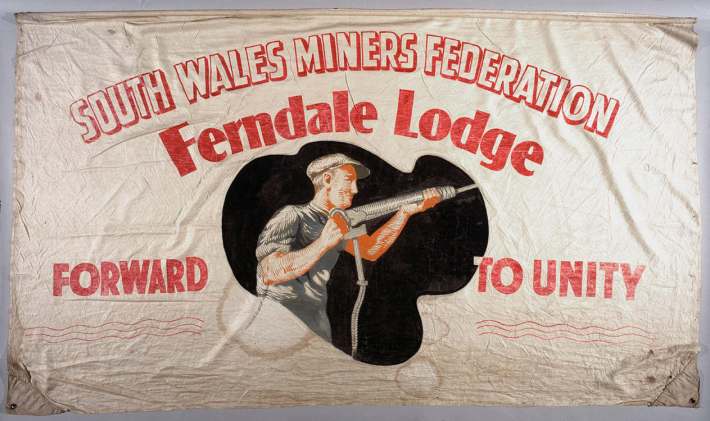 SOUTH WALES MINERS FEDERATION
Ferndale Lodge
FORWARD TO UNITY